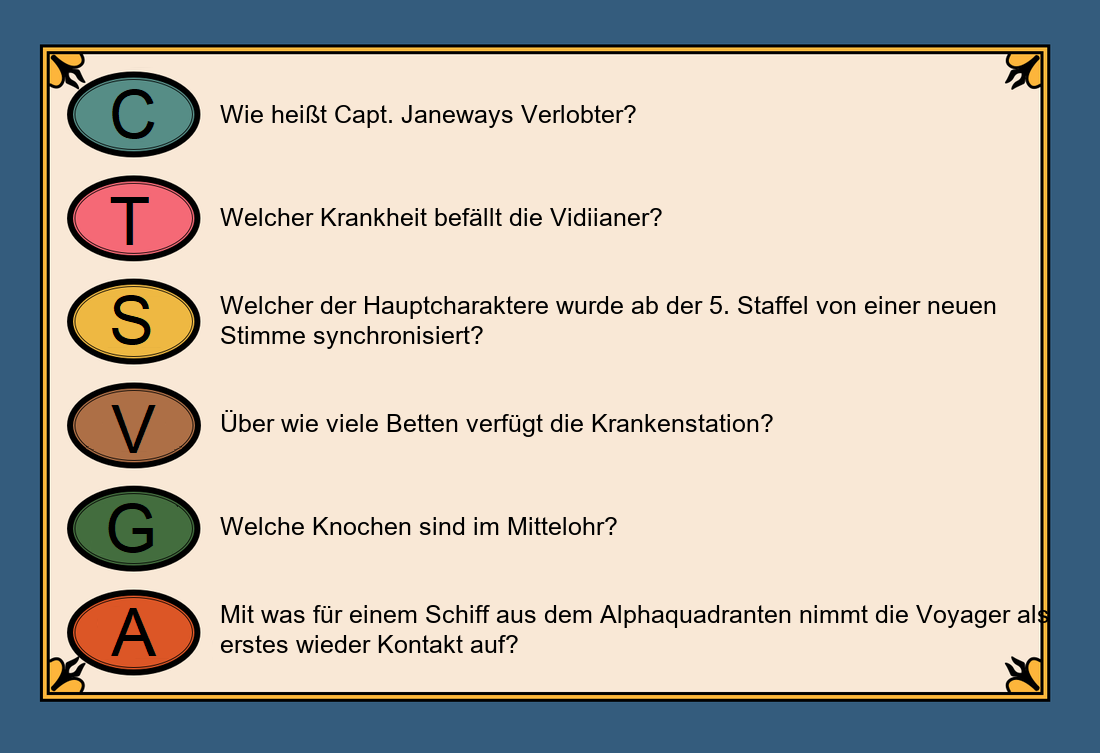 C
Wie heißt Capt. Janeways Verlobter?
T
Welcher Krankheit befällt die Vidiianer?
S
Welcher der Hauptcharaktere wurde ab der 5. Staffel von einer neuen
Stimme synchronisiert?
V
Über wie viele Betten verfügt die Krankenstation?
G
Welche Knochen sind im Mittelohr?
A
Mit was für einem Schiff aus dem Alphaquadranten nimmt die Voyager als
erstes wieder Kontakt auf?